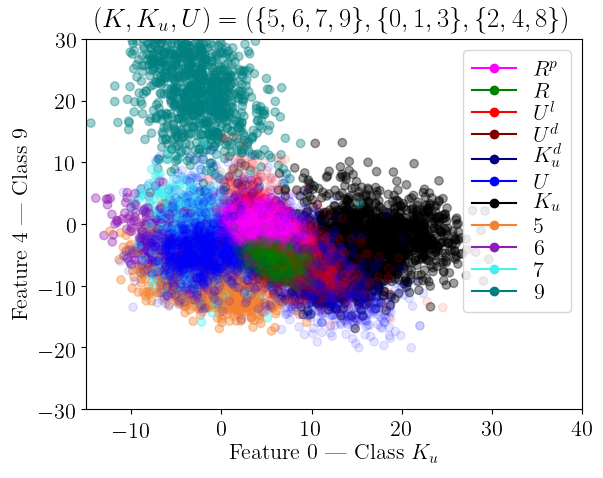 (K, K_u, U) = ({5, 6, 7, 9}, {0, 1, 3}, {2, 4, 8})
30
20
10
0
−10
−20
−30
Feature 4 — Class 9
R^p
R
U^l
U^d
K_u^d
U
K_u
5
6
7
9
−10
0
10
20
30
40
Feature 0 — Class K_u